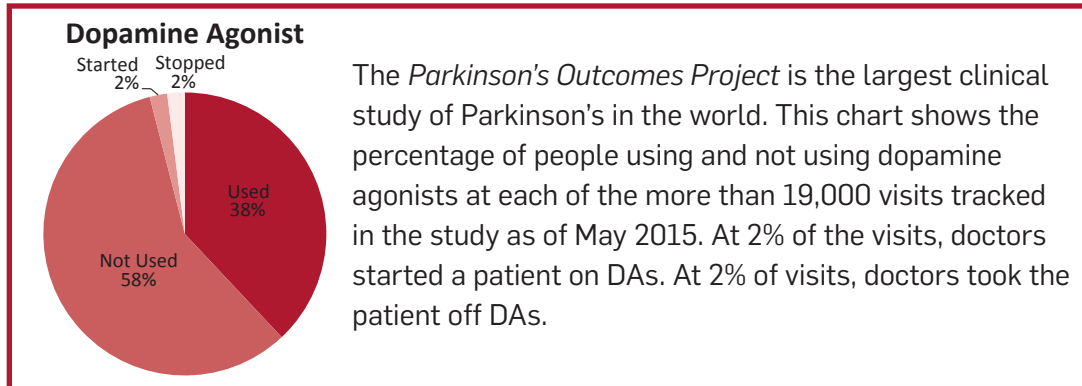 Dopamine Agonist
Started
2%
Stopped
2%
Used
38%
Not Used
58%
The Parkinson's Outcomes Project is the largest clinical
study of Parkinson's in the world. This chart shows the
percentage of people using and not using dopamine
agonists at each of the more than 19,000 visits tracked
in the study as of May 2015. At 2% of the visits, doctors
started a patient on DAs. At 2% of visits, doctors took the
patient off DAs.